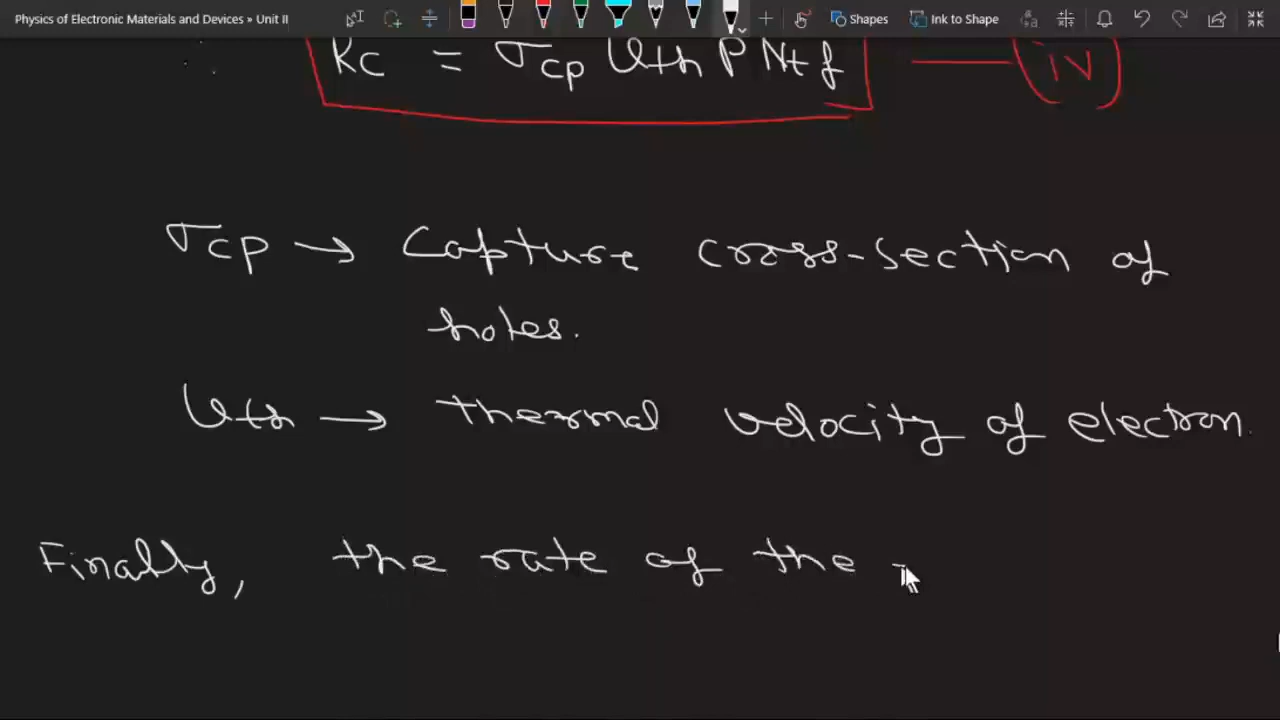 Physics of Electronic Materials and Devices » Unit II
Shapes
Ink to Shape
Rc = σcp Uth P Nt f — iv
σcp → Capture cross-section of
holes.
Uth → thermal velocity of electron.
Finally, the rate of the